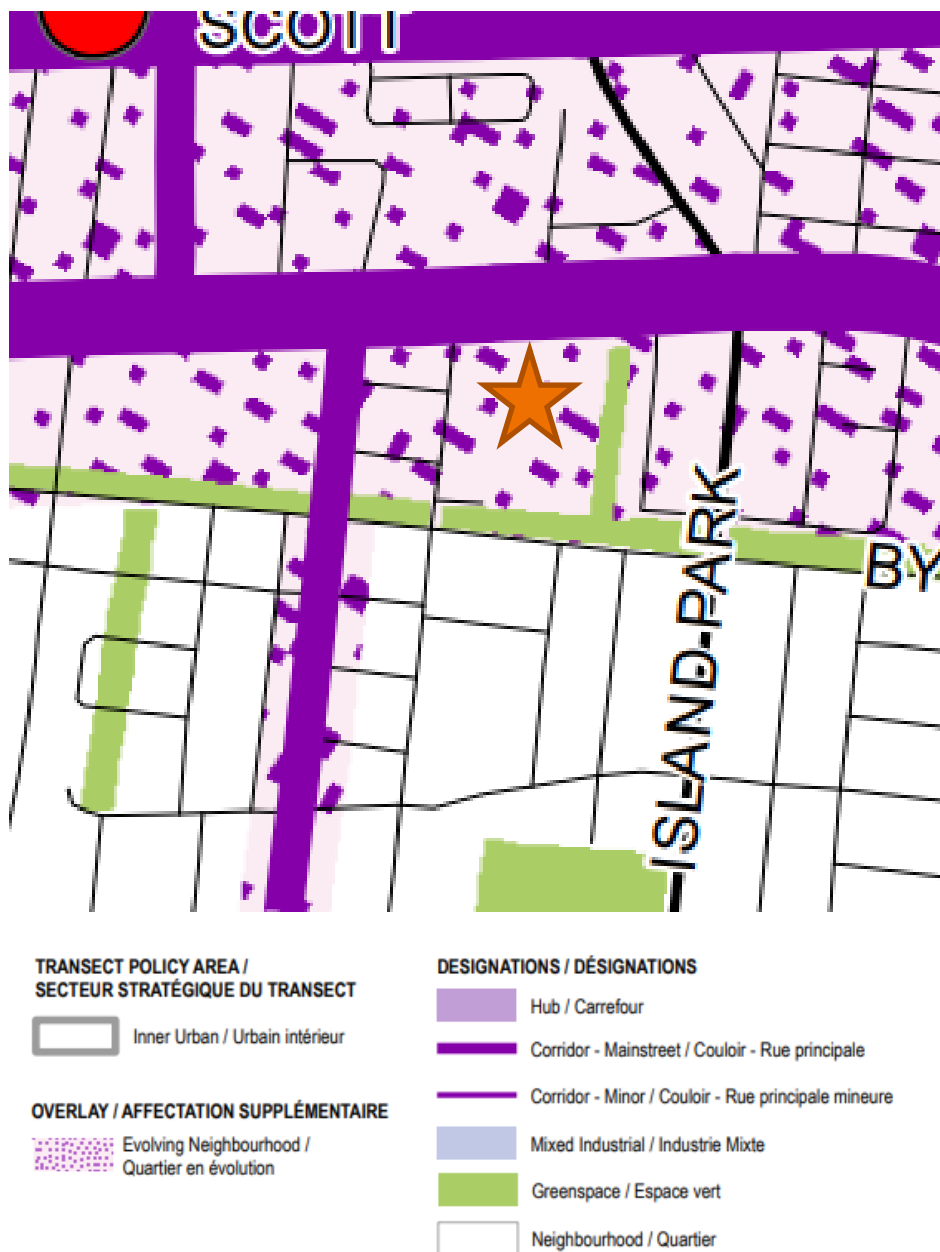 SCOTT
ISLAND-PARK
BY
TRANSECT POLICY AREA /
SECTEUR STRATÉGIQUE DU TRANSECT
Inner Urban / Urbain intérieur
OVERLAY / AFFECTATION SUPPLÉMENTAIRE
Evolving Neighbourhood /
Quartier en évolution
DESIGNATIONS / DÉSIGNATIONS
Hub / Carrefour
Corridor - Mainstreet / Couloir - Rue principale
Corridor - Minor / Couloir - Rue principale mineure
Mixed Industrial / Industrie Mixte
Greenspace / Espace vert
Neighbourhood / Quartier